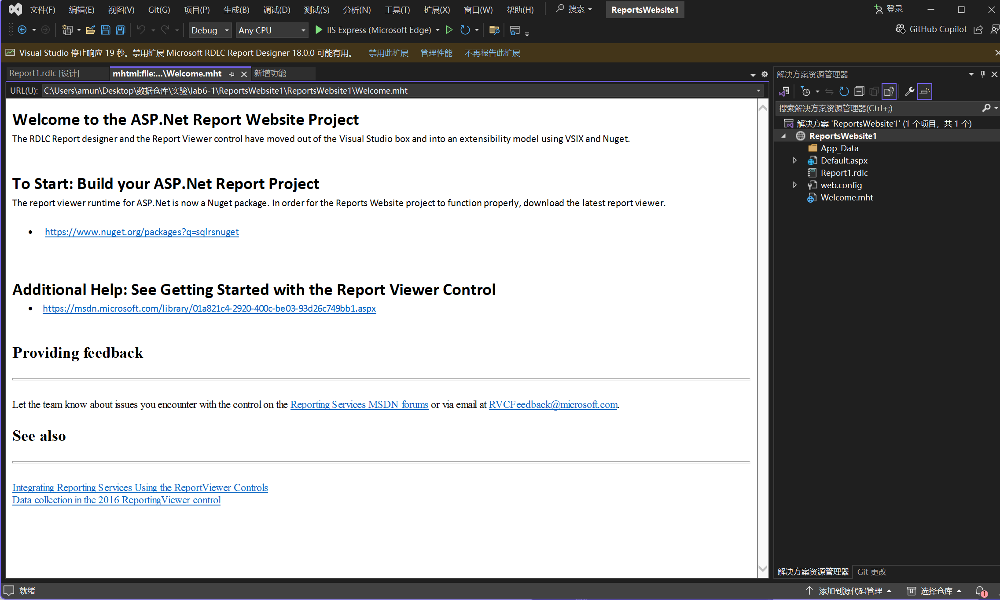 文件(F) 编辑(E) 视图(V) Git(G) 项目(P) 生成(B) 调试(D) 测试(S) 分析(N) 工具(T) 扩展(X) 窗口(W) 帮助(H) 搜索 ReportsWebsite1 登录
Debug Any CPU IIS Express (Microsoft Edge) GitHub Copilot
Visual Studio 停止响应 19 秒。禁用扩展 Microsoft RDLC Report Designer 18.0.0 可能有用。 禁用此扩展 管理性能 不再报告此扩展
Report1.rdlc [设计] mhtml:file:...\Welcome.mht 新增功能
URL(U): C:\Users\amun\Desktop\数据仓库\实验\lab6-1\ReportsWebsite1\ReportsWebsite1\Welcome.mht
Welcome to the ASP.Net Report Website Project
The RDLC Report designer and the Report Viewer control have moved out of the Visual Studio box and into an extensibility model using VSIX and Nuget.
To Start: Build your ASP.Net Report Project
The report viewer runtime for ASP.Net is now a Nuget package. In order for the Reports Website project to function properly, download the latest report viewer.
• https://www.nuget.org/packages?q=sqlrsnuget
Additional Help: See Getting Started with the Report Viewer Control
• https://msdn.microsoft.com/library/01a821c4-2920-400c-be03-93d26c749bb1.aspx
Providing feedback
Let the team know about issues you encounter with the control on the Reporting Services MSDN forums or via email at RVCFeedback@microsoft.com.
See also
Integrating Reporting Services Using the ReportViewer Controls
Data collection in the 2016 ReportingViewer control
解决方案资源管理器
搜索解决方案资源管理器(Ctrl+;)
解决方案 'ReportsWebsite1' (1 个项目，共 1 个)
ReportsWebsite1
App_Data
Default.aspx
Report1.rdlc
web.config
Welcome.mht
解决方案资源管理器 Git 更改
就绪 添加到源代码管理 选择仓库 1